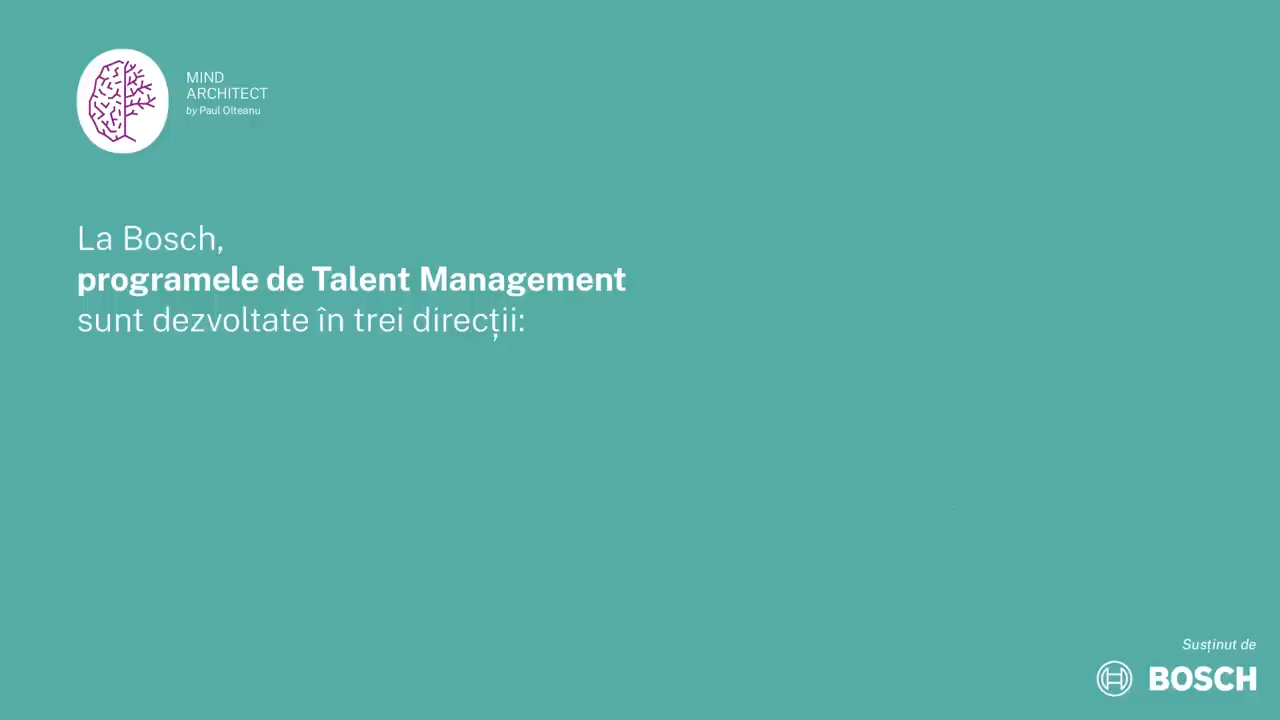 MIND
ARCHITECT
by Paul Olteanu
La Bosch,
programele de Talent Management
sunt dezvoltate în trei direcții:
Susținut de
BOSCH